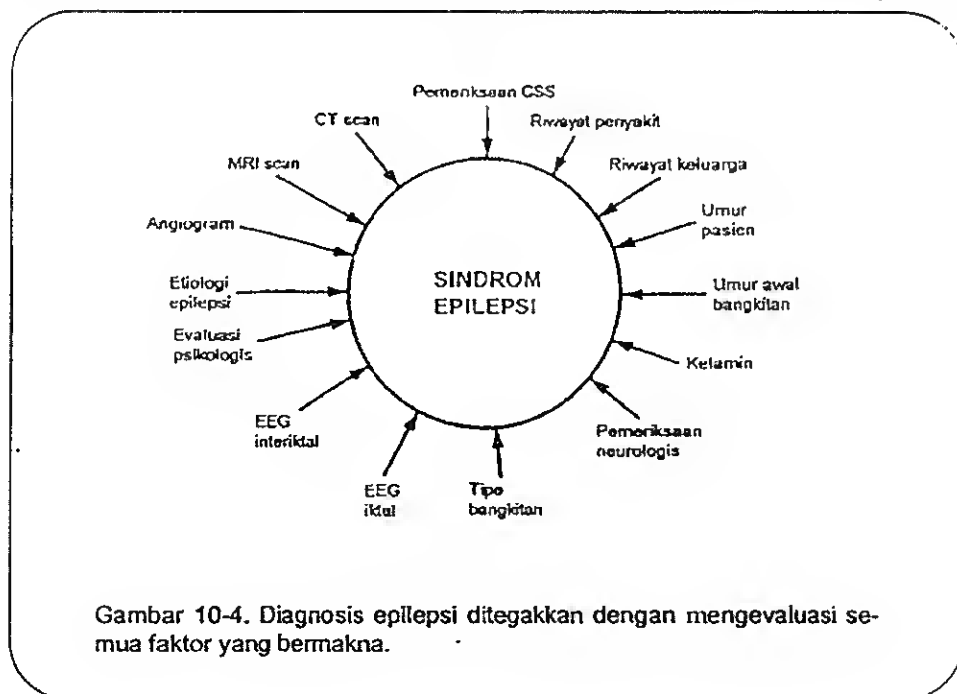 Pemeriksaan CSS
CT scan
Riwayat penyakit
MRI scan
Riwayat keluarga
Angiogram
Umur
pasien
Etiologi
epilepsi
SINDROM
EPILEPSI
Umur awal
bangkitan
Evaluasi
psikologis
Kelamin
EEG
interiktal
Pemeriksaan
neurologis
EEG
iktal
Tipe
bangkitan
Gambar 10-4. Diagnosis epilepsi ditegakkan dengan mengevaluasi se-
mua faktor yang bermakna.